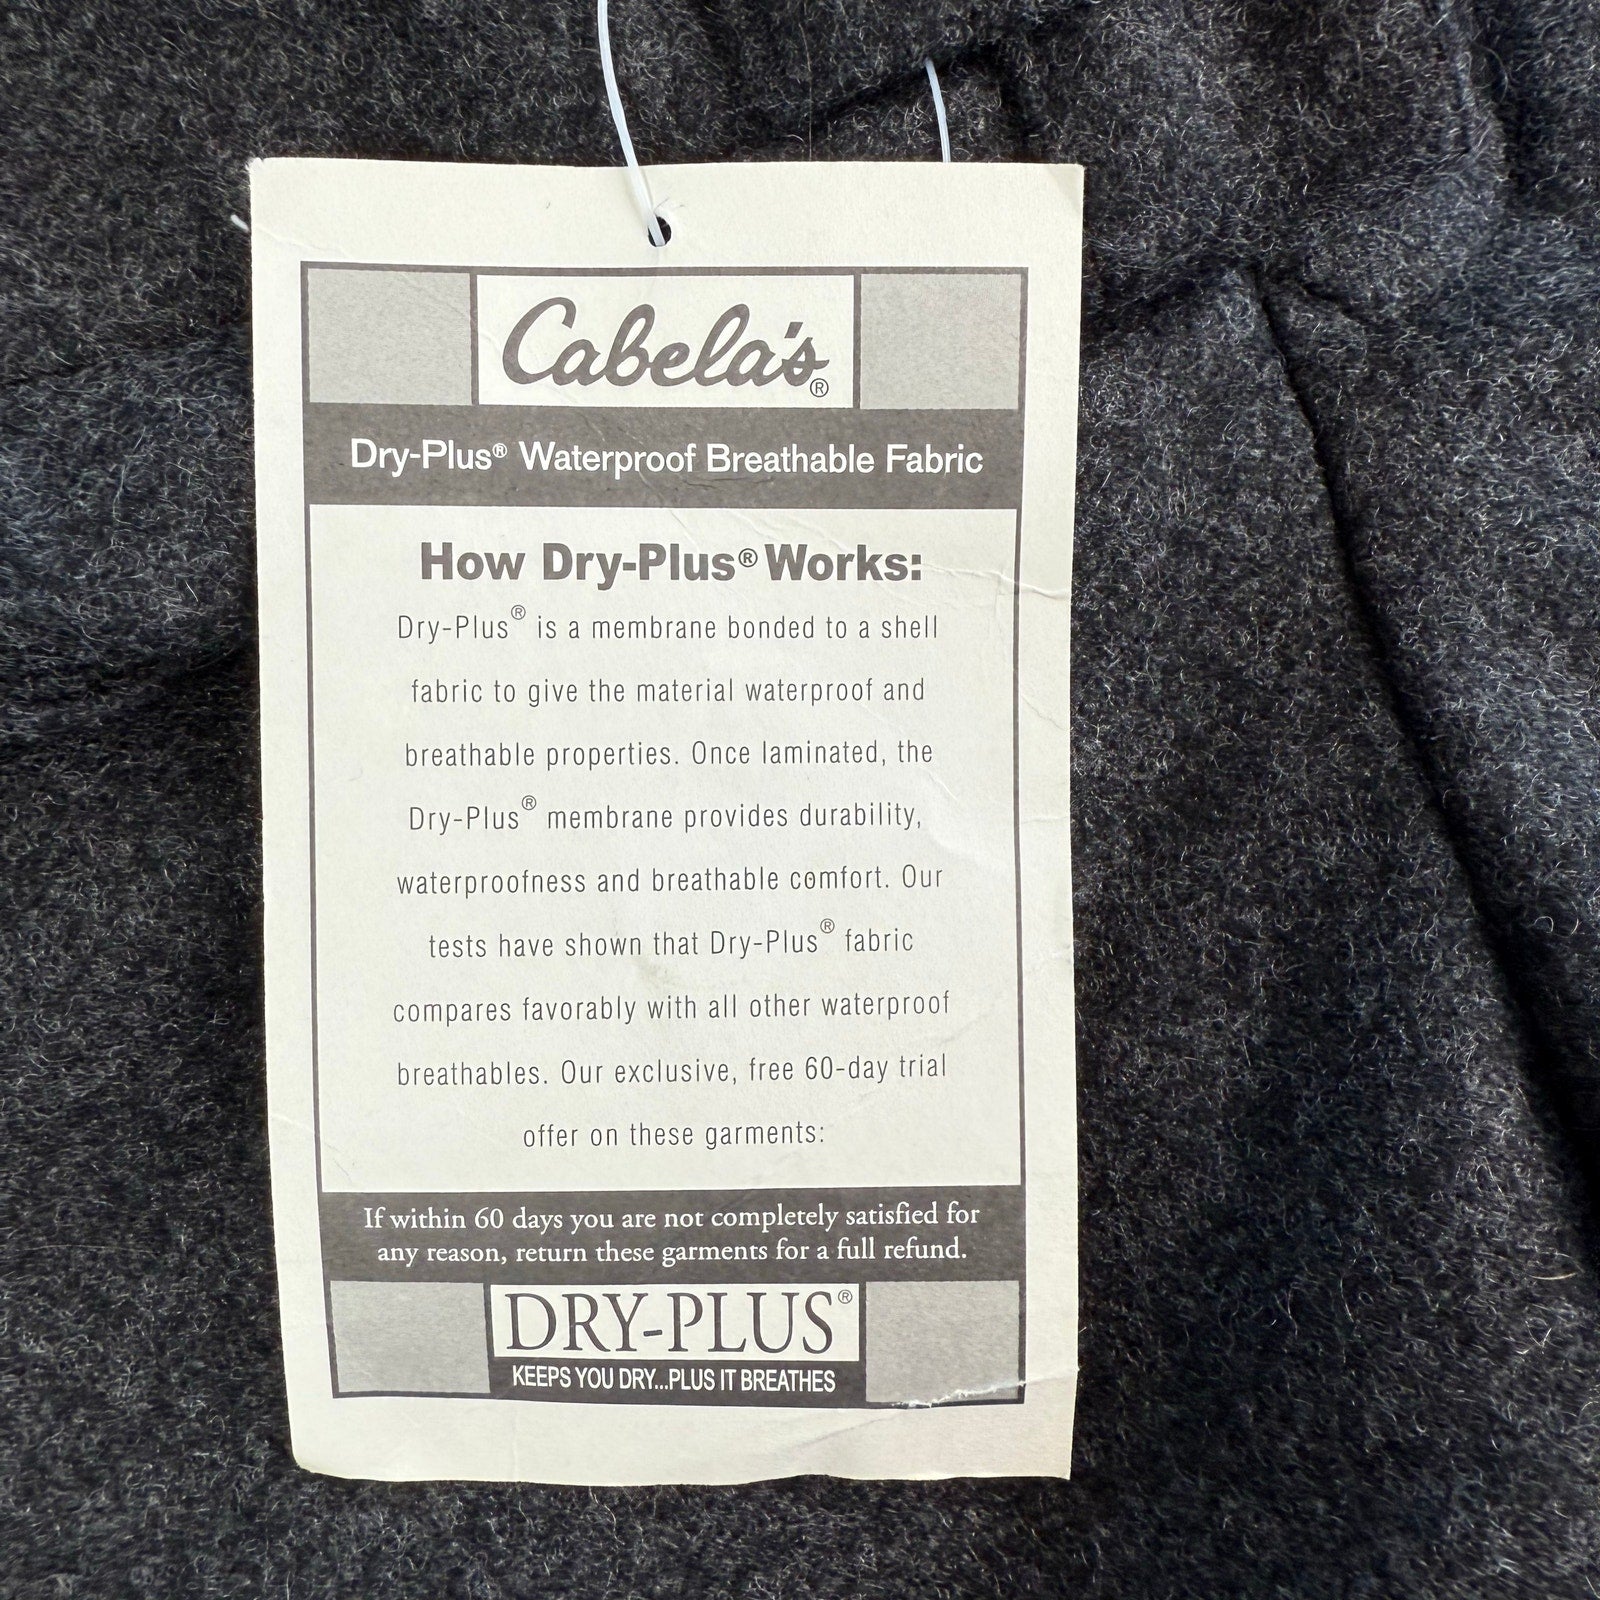 Cabela's®
Dry-Plus® Waterproof Breathable Fabric
How Dry-Plus® Works:
Dry-Plus® is a membrane bonded to a shell
fabric to give the material waterproof and
breathable properties. Once laminated, the
Dry-Plus® membrane provides durability,
waterproofness and breathable comfort. Our
tests have shown that Dry-Plus® fabric
compares favorably with all other waterproof
breathables. Our exclusive, free 60-day trial
offer on these garments:
If within 60 days you are not completely satisfied for
any reason, return these garments for a full refund.
DRY-PLUS®
KEEPS YOU DRY...PLUS IT BREATHES